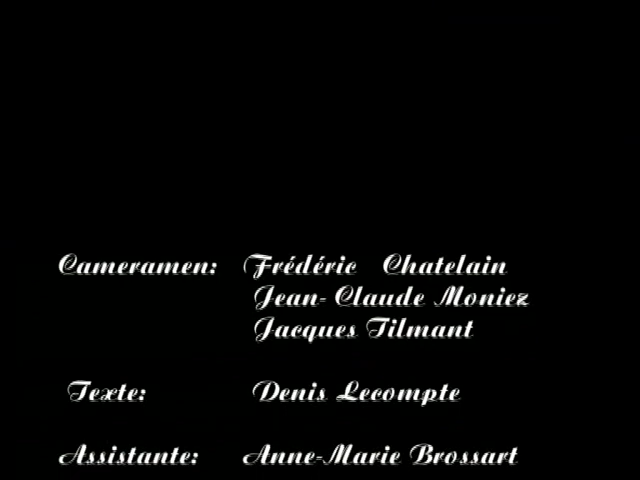 Cameramen: Frédéric Chatelain
Jean-Claude Moniez
Jacques Tilmant
Texte: Denis Lecompte
Assistante: Anne-Marie Brossart